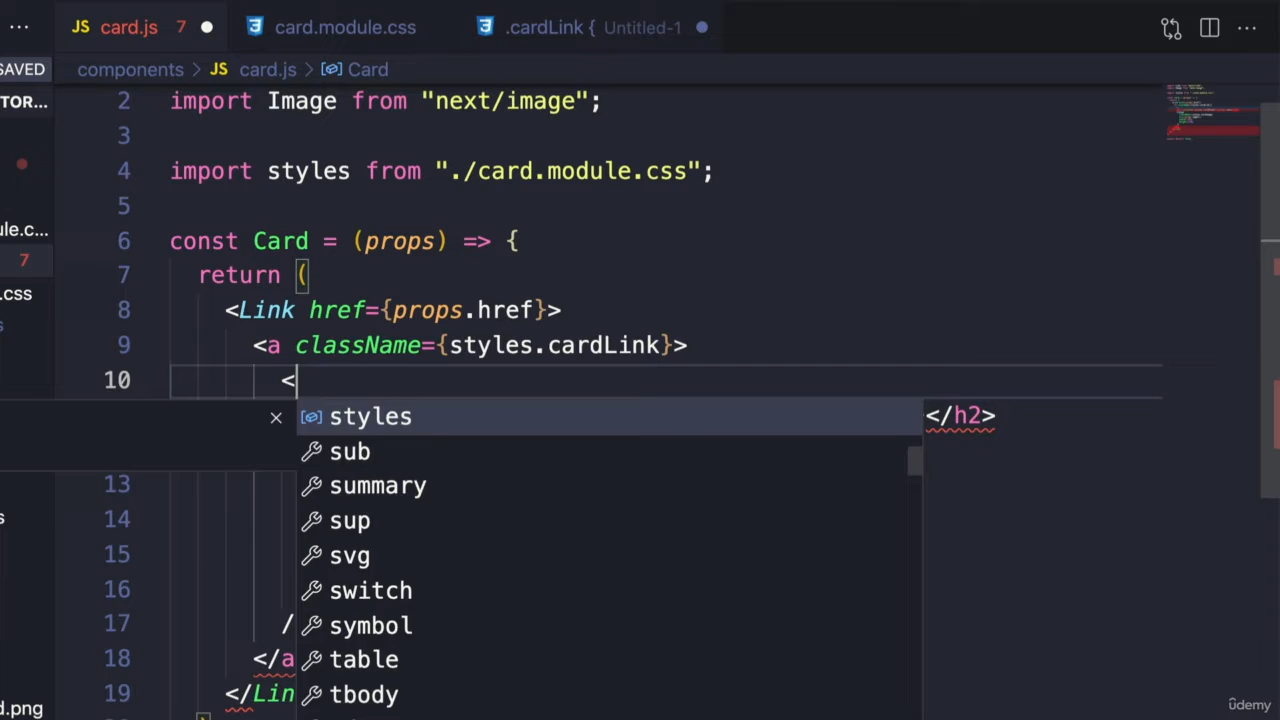 ··· JS card.js 7 card.module.css .cardLink { Untitled-1 ···
SAVED components > JS card.js > Card
TOR...
2 import Image from "next/image";
3
4 import styles from "./card.module.css";
5
ule.c...
6 const Card = (props) => {
7
7 return (
.css
8 <Link href={props.href}>
9 <a className={styles.cardLink}>
10 <
styles </h2>
sub
13 summary
14 sup
15 svg
16 switch
17 / symbol
18 </a table
19 </Lin tbody
d.png
ûdemy